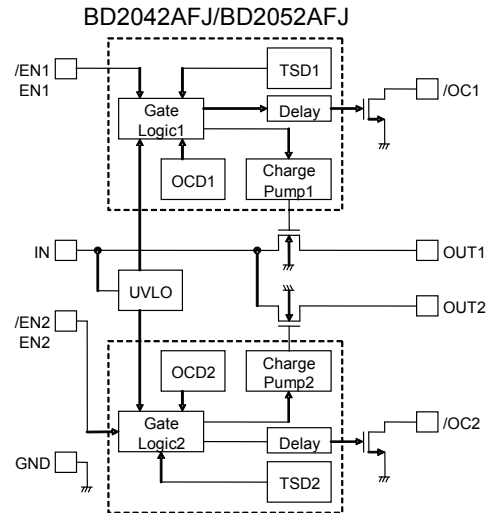 BD2042AFJ/BD2052AFJ
/EN1
EN1
TSD1
/OC1
Gate
Logic1
Delay
OCD1
Charge
Pump1
IN
OUT1
UVLO
OUT2
/EN2
EN2
OCD2
Charge
Pump2
Gate
Logic2
Delay
/OC2
GND
TSD2